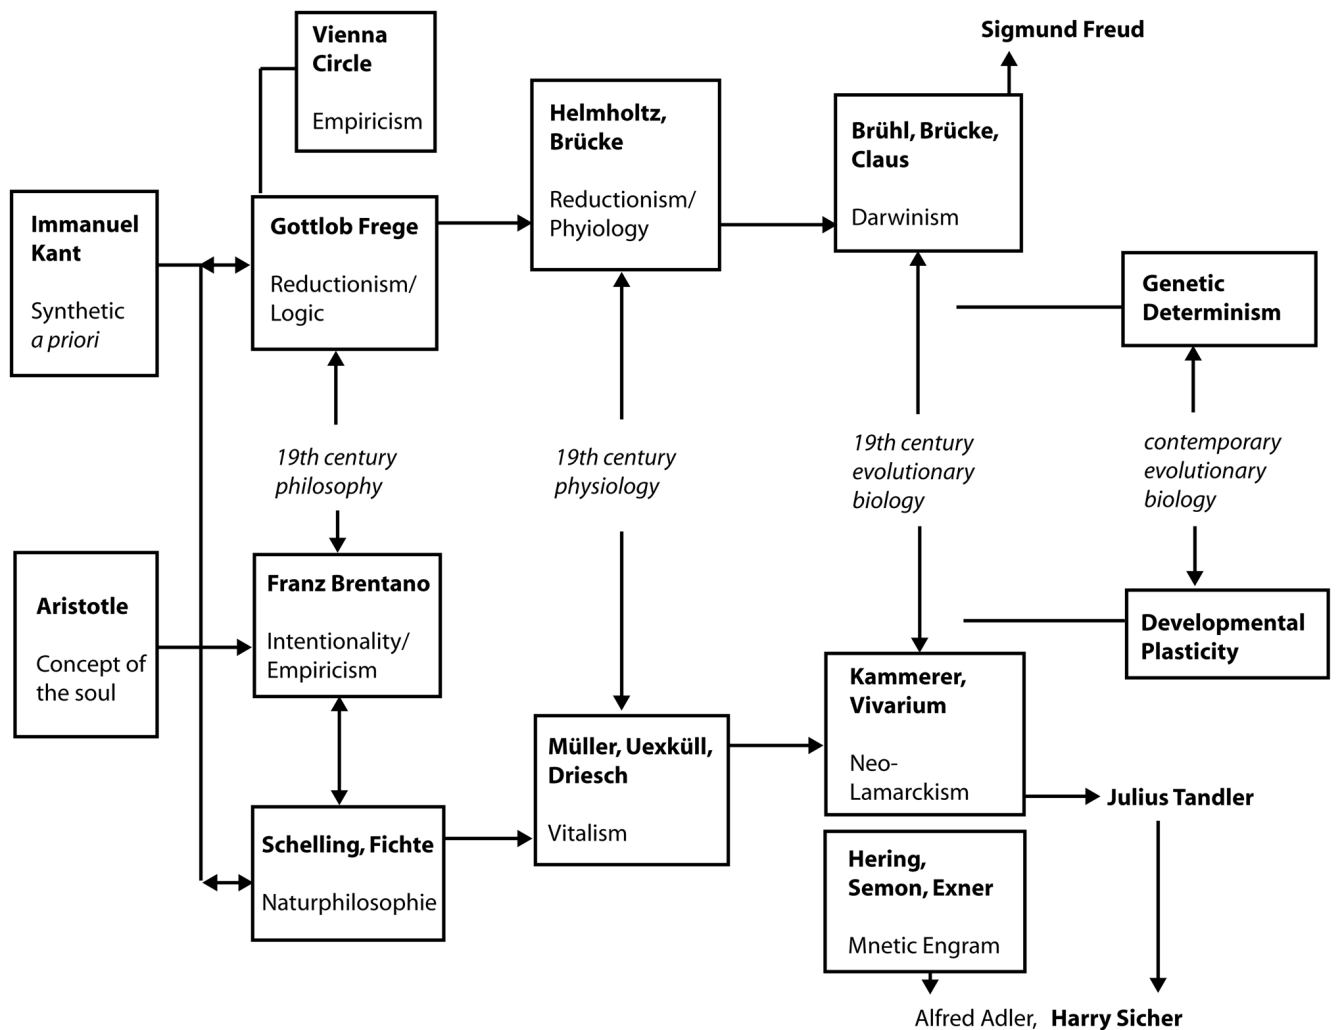 Vienna
Circle
Empiricism
Sigmund Freud
Helmholtz,
Brücke
Reductionism/
Phyiology
Brühl, Brücke,
Claus
Darwinism
Immanuel
Kant
Synthetic
a priori
Gottlob Frege
Reductionism/
Logic
Genetic
Determinism
19th century
philosophy
19th century
physiology
19th century
evolutionary
biology
contemporary
evolutionary
biology
Aristotle
Concept of
the soul
Franz Brentano
Intentionality/
Empiricism
Developmental
Plasticity
Müller, Uexküll,
Driesch
Vitalism
Kammerer,
Vivarium
Neo-
Lamarckism
Julius Tandler
Schelling, Fichte
Naturphilosophie
Hering,
Semon, Exner
Mnetic Engram
Alfred Adler, Harry Sicher